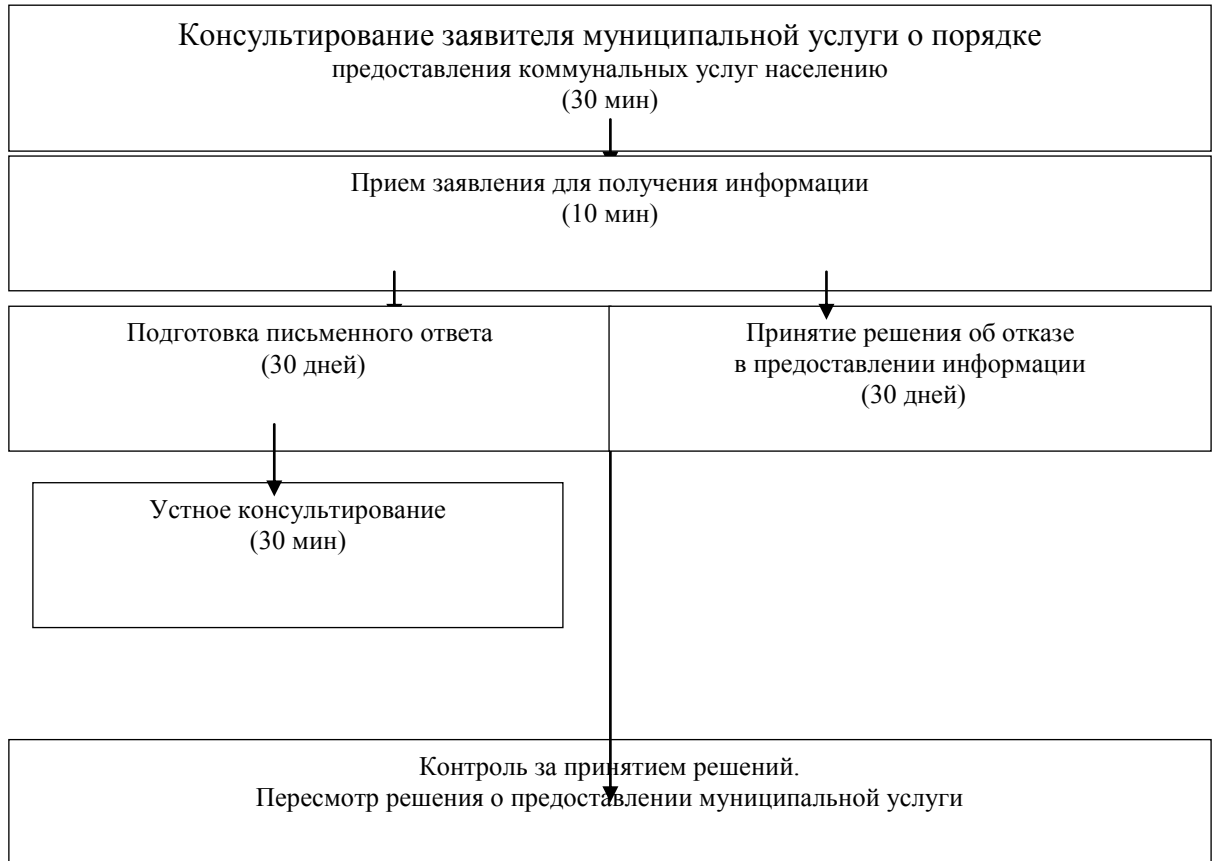 Консультирование заявителя муниципальной услуги о порядке
предоставления коммунальных услуг населению
(30 мин)
Прием заявления для получения информации
(10 мин)
Подготовка письменного ответа
(30 дней)
Принятие решения об отказе
в предоставлении информации
(30 дней)
Устное консультирование
(30 мин)
Контроль за принятием решений.
Пересмотр решения о предоставлении муниципальной услуги